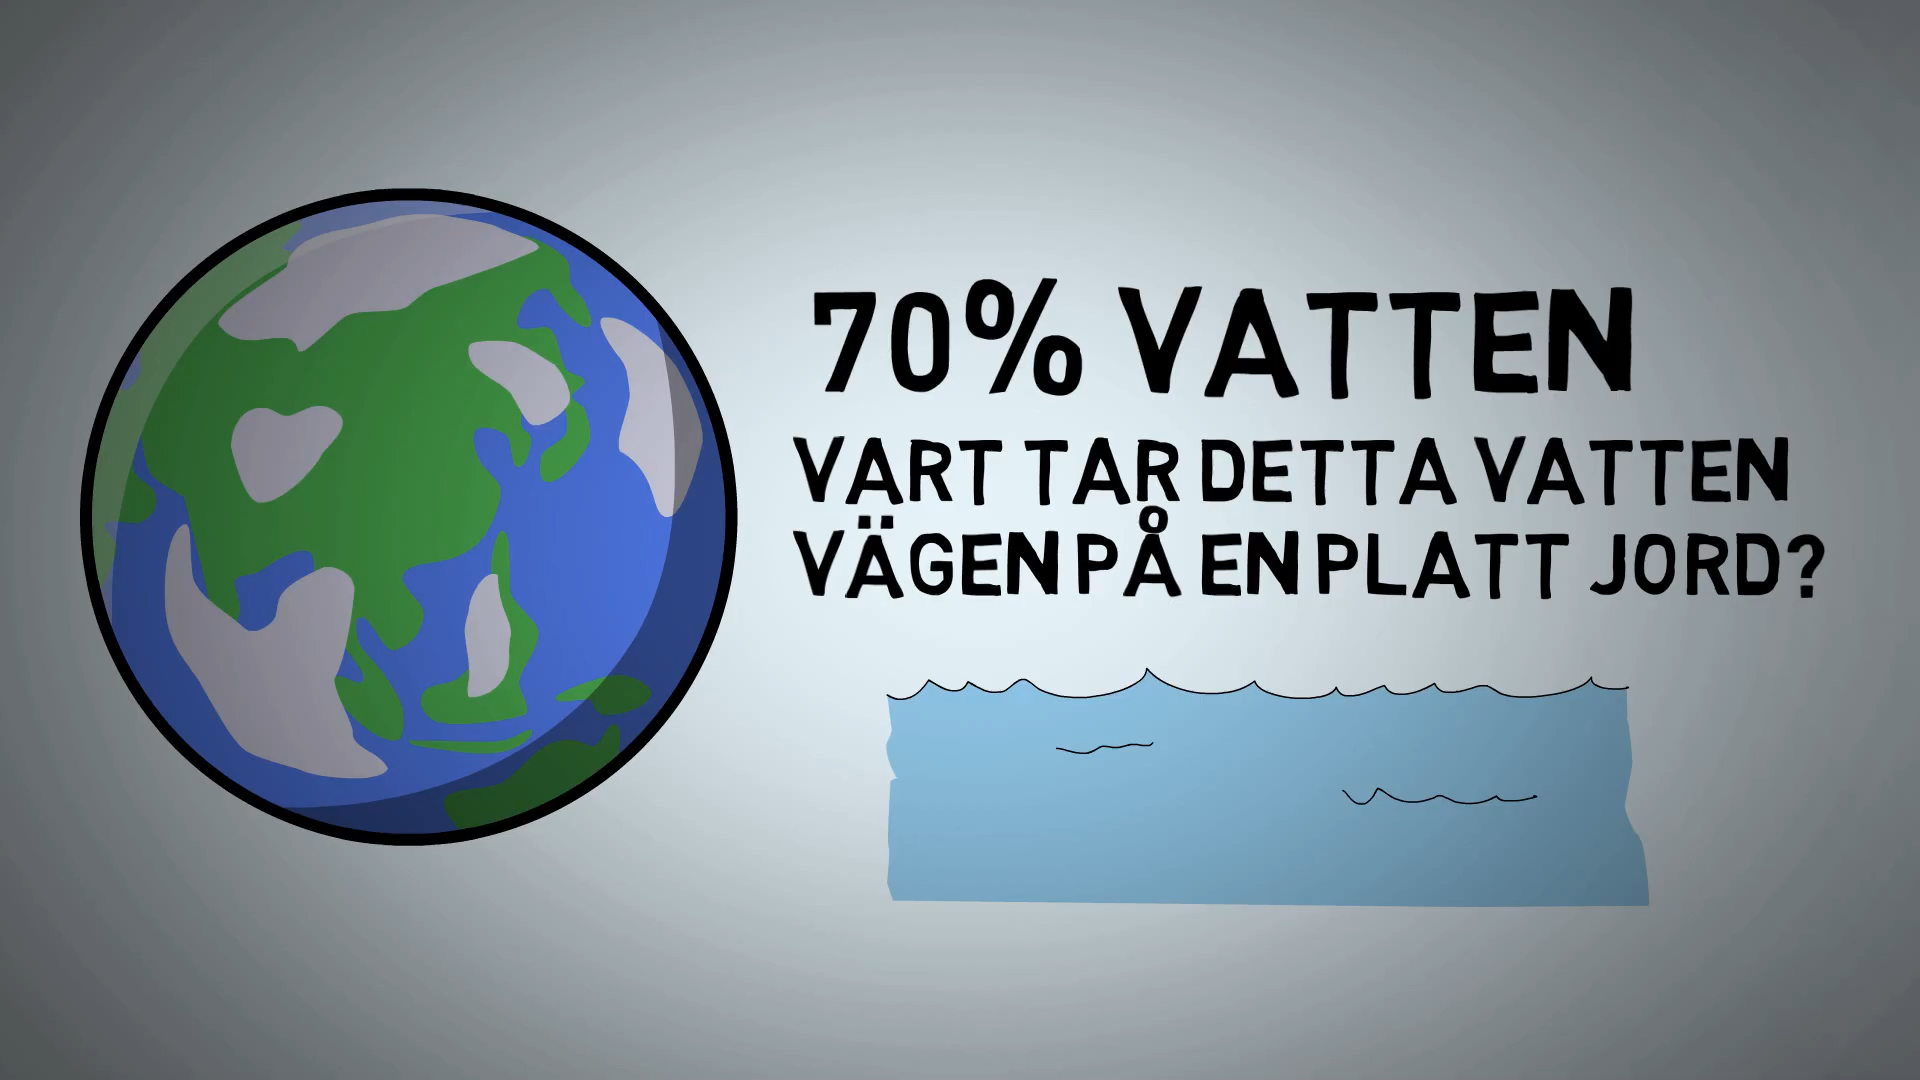 70% VATTEN
VART TAR DETTA VATTEN
VÄGEN PÅ EN PLATT JORD?